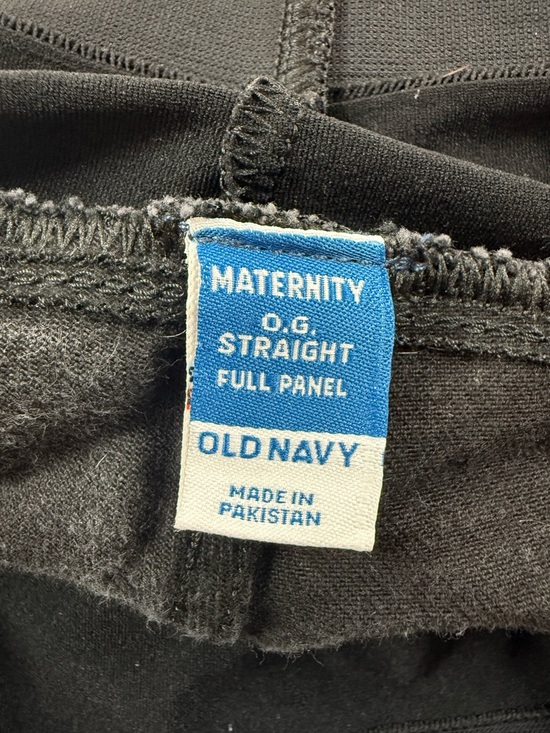 MATERNITY
O.G.
STRAIGHT
FULL PANEL
OLD NAVY
MADE IN
PAKISTAN